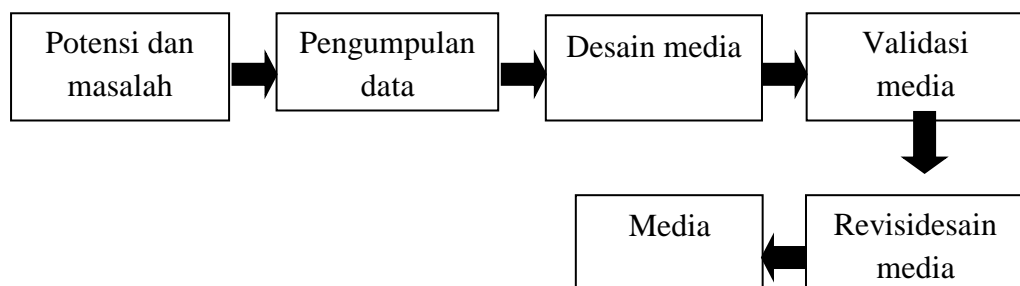 Potensi dan
masalah
Pengumpulan
data
Desain media
Validasi
media
Media
Revisidesain
media